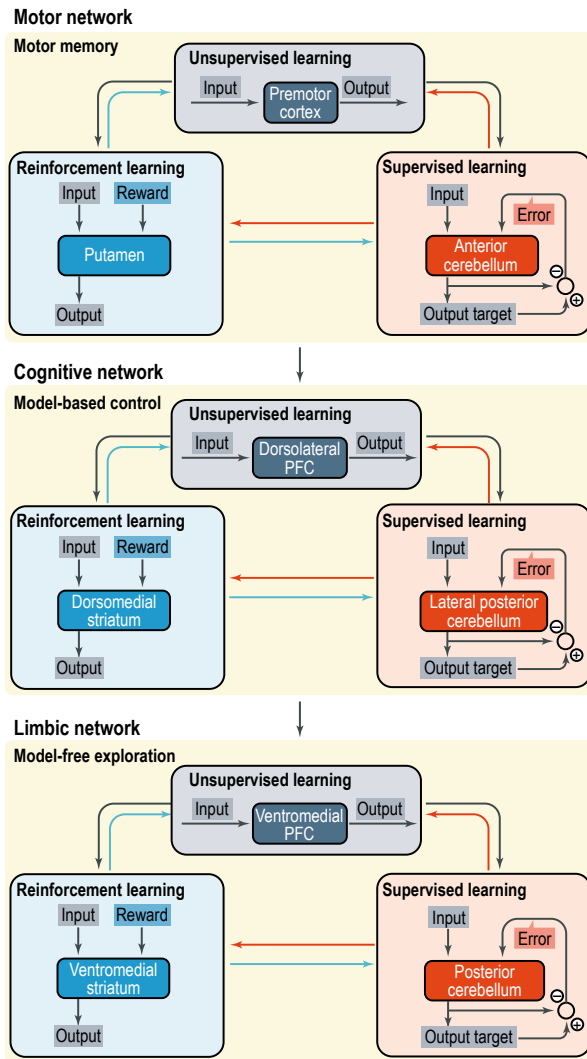 Motor network
Motor memory
Unsupervised learning
Input
Output
Premotor
cortex
Reinforcement learning
Input
Reward
Putamen
Output
Supervised learning
Input
Error
Anterior
cerebellum
Output target
Cognitive network
Model-based control
Unsupervised learning
Input
Output
Dorsolateral
PFC
Reinforcement learning
Input
Reward
Dorsomedial
striatum
Output
Supervised learning
Input
Error
Lateral posterior
cerebellum
Output target
Limbic network
Model-free exploration
Unsupervised learning
Input
Output
Ventromedial
PFC
Reinforcement learning
Input
Reward
Ventromedial
striatum
Output
Supervised learning
Input
Error
Posterior
cerebellum
Output target